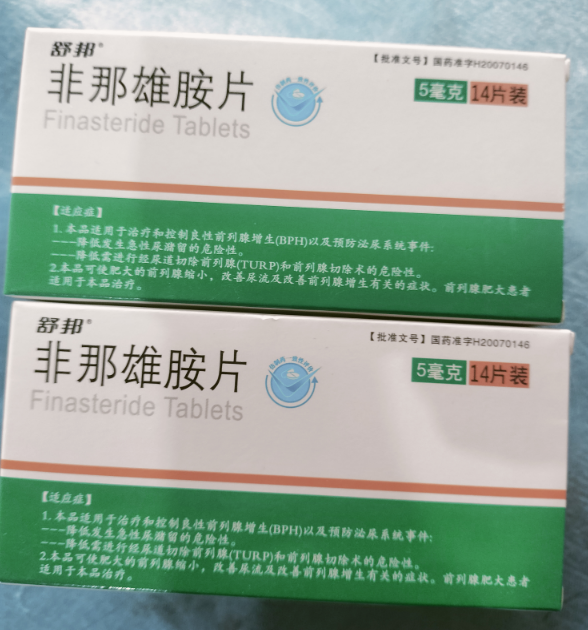 舒邦®
【批准文号】国药准字H20070146
非那雄胺片
5毫克 14片装
Finasteride Tablets
【适应症】
1.本品适用于治疗和控制良性前列腺增生(BPH)以及预防泌尿系统事件:
---降低发生急性尿潴留的危险性。
---降低需进行经尿道切除前列腺(TURP)和前列腺切除术的危险性。
2.本品可使肥大的前列腺缩小，改善尿流及改善前列腺增生有关的症状。前列腺肥大患者
适用于本品治疗。
舒邦®
【批准文号】国药准字H20070146
非那雄胺片
5毫克 14片装
Finasteride Tablets
【适应症】
1.本品适用于治疗和控制良性前列腺增生(BPH)以及预防泌尿系统事件:
---降低发生急性尿潴留的危险性。
---降低需进行经尿道切除前列腺(TURP)和前列腺切除术的危险性。
2.本品可使肥大的前列腺缩小，改善尿流及改善前列腺增生有关的症状。前列腺肥大患者
适用于本品治疗。